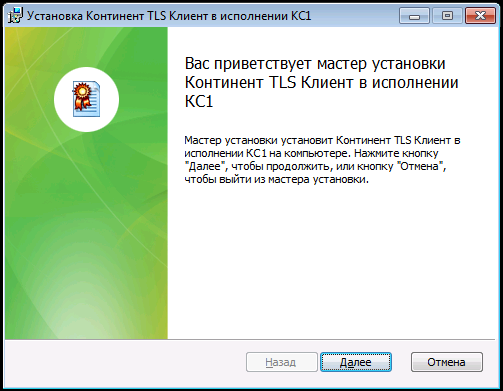 Установка Континент TLS Клиент в исполнении КС1
Вас приветствует мастер установки
Континент TLS Клиент в исполнении
КС1
Мастер установки установит Континент TLS Клиент в
исполнении КС1 на компьютере. Нажмите кнопку
"Далее", чтобы продолжить, или кнопку "Отмена",
чтобы выйти из мастера установки.
Назад
Далее
Отмена